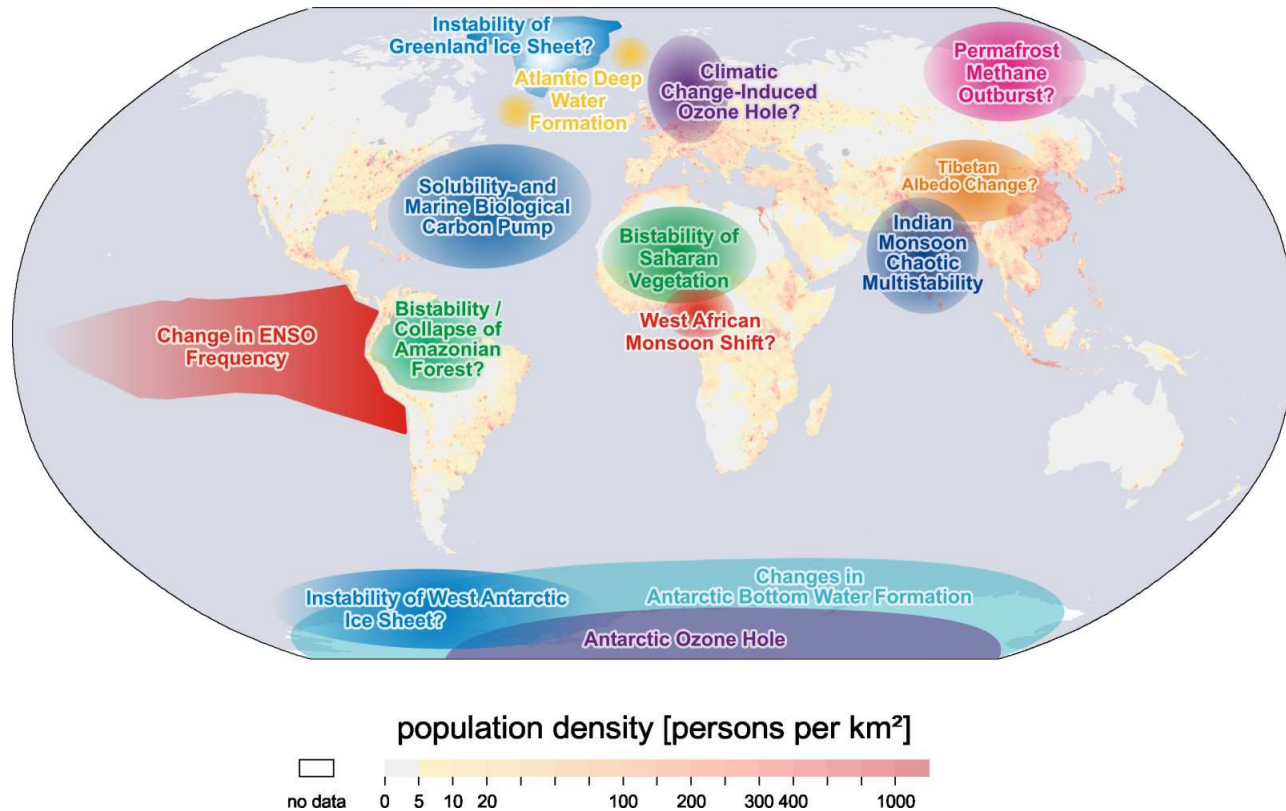 Instability of
Greenland Ice Sheet?
Atlantic Deep
Water
Formation
Climatic
Change-Induced
Ozone Hole?
Permafrost
Methane
Outburst?
Solubility- and
Marine Biological
Carbon Pump
Bistability of
Saharan
Vegetation
Tibetan
Albedo Change?
Indian
Monsoon
Chaotic
Multistability
Change in ENSO
Frequency
Bistability /
Collapse of
Amazonian
Forest?
West African
Monsoon Shift?
Instability of West Antarctic
Ice Sheet?
Changes in
Antarctic Bottom Water Formation
Antarctic Ozone Hole
population density [persons per km²]
no data
0 5 10 20 100 200 300 400 1000